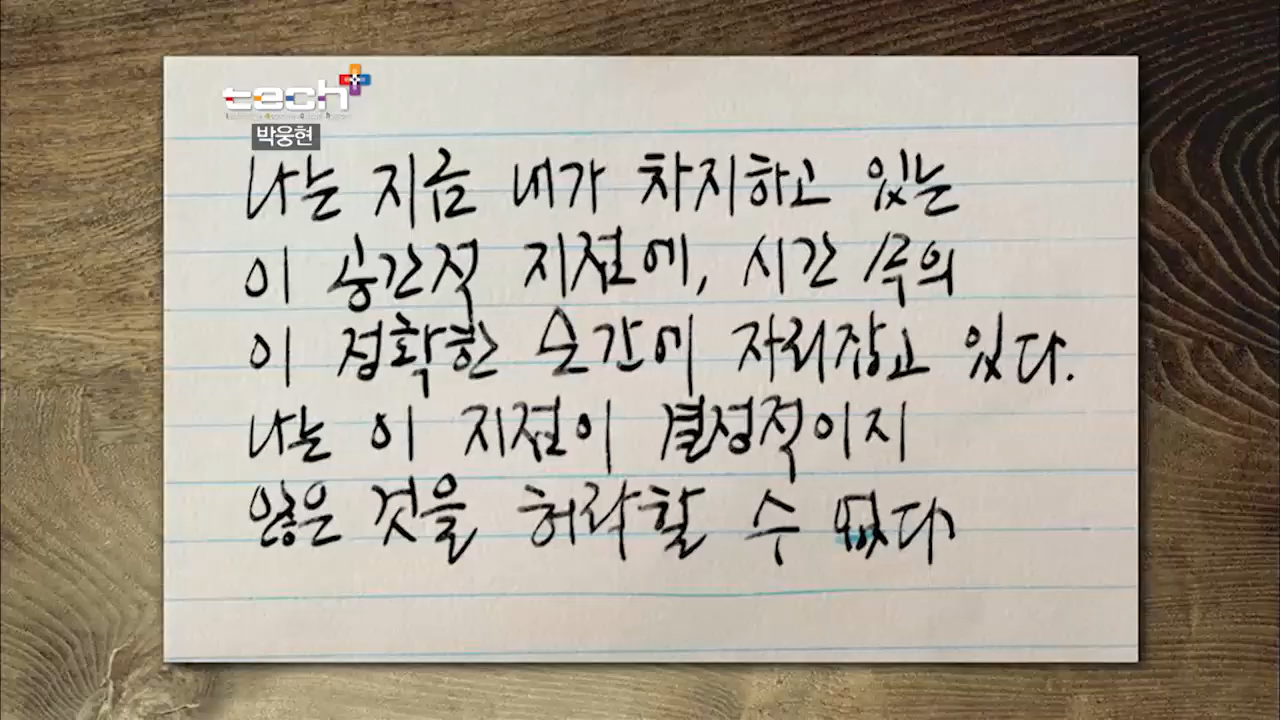 tech+
박웅현
나는 지금 내가 차지하고 있는
이 공간적 지점에, 시간 속의
이 정확한 순간에 자리잡고 있다.
나는 이 지점이 결정적이지
않은 것을 허락할 수 없다